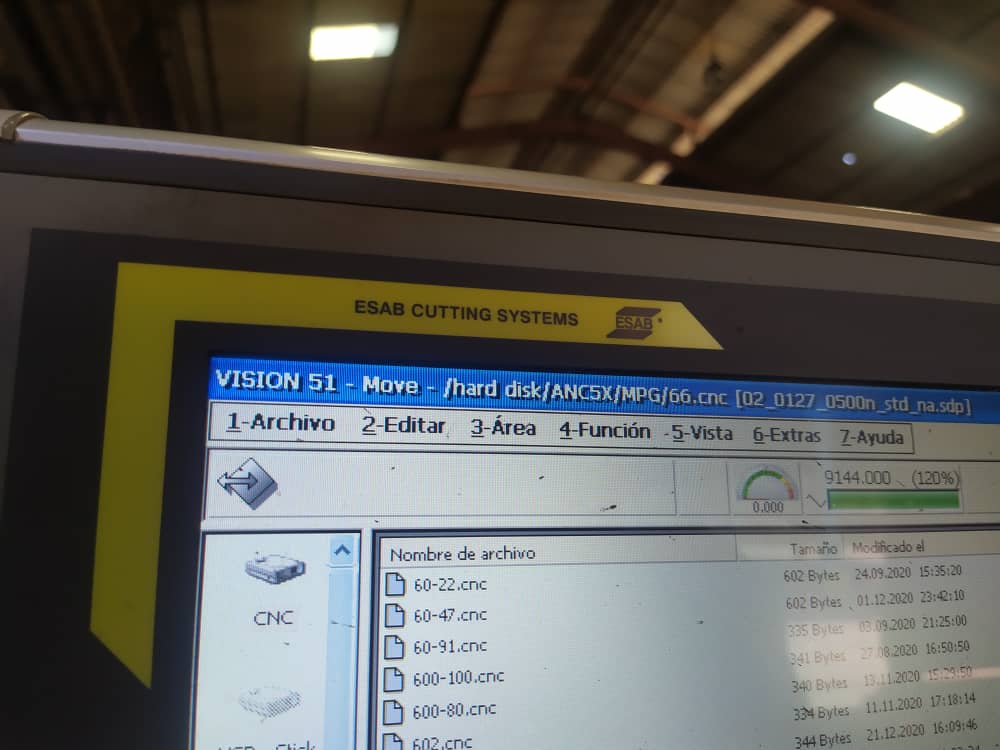 ESAB CUTTING SYSTEMS ESAB
VISION 51 - Move - /hard disk/ANC5X/MPG/66.cnc [02_0127_0500n_std_na.sdp]
1-Archivo 2-Editar 3-Área 4-Función 5-Vista 6-Extras 7-Ayuda
9144.000 (120%)
0.000
Nombre de archivo Tamaño Modificado el
60-22.cnc 602 Bytes 24.09.2020 15:35:20
60-47.cnc 602 Bytes 01.12.2020 23:42:10
60-91.cnc 335 Bytes 03.09.2020 21:25:00
CNC
600-100.cnc 341 Bytes 27.08.2020 16:50:50
600-80.cnc 340 Bytes 13.11.2020 15:29:50
602.cnc 334 Bytes 11.11.2020 17:18:14
344 Bytes 21.12.2020 16:09:46